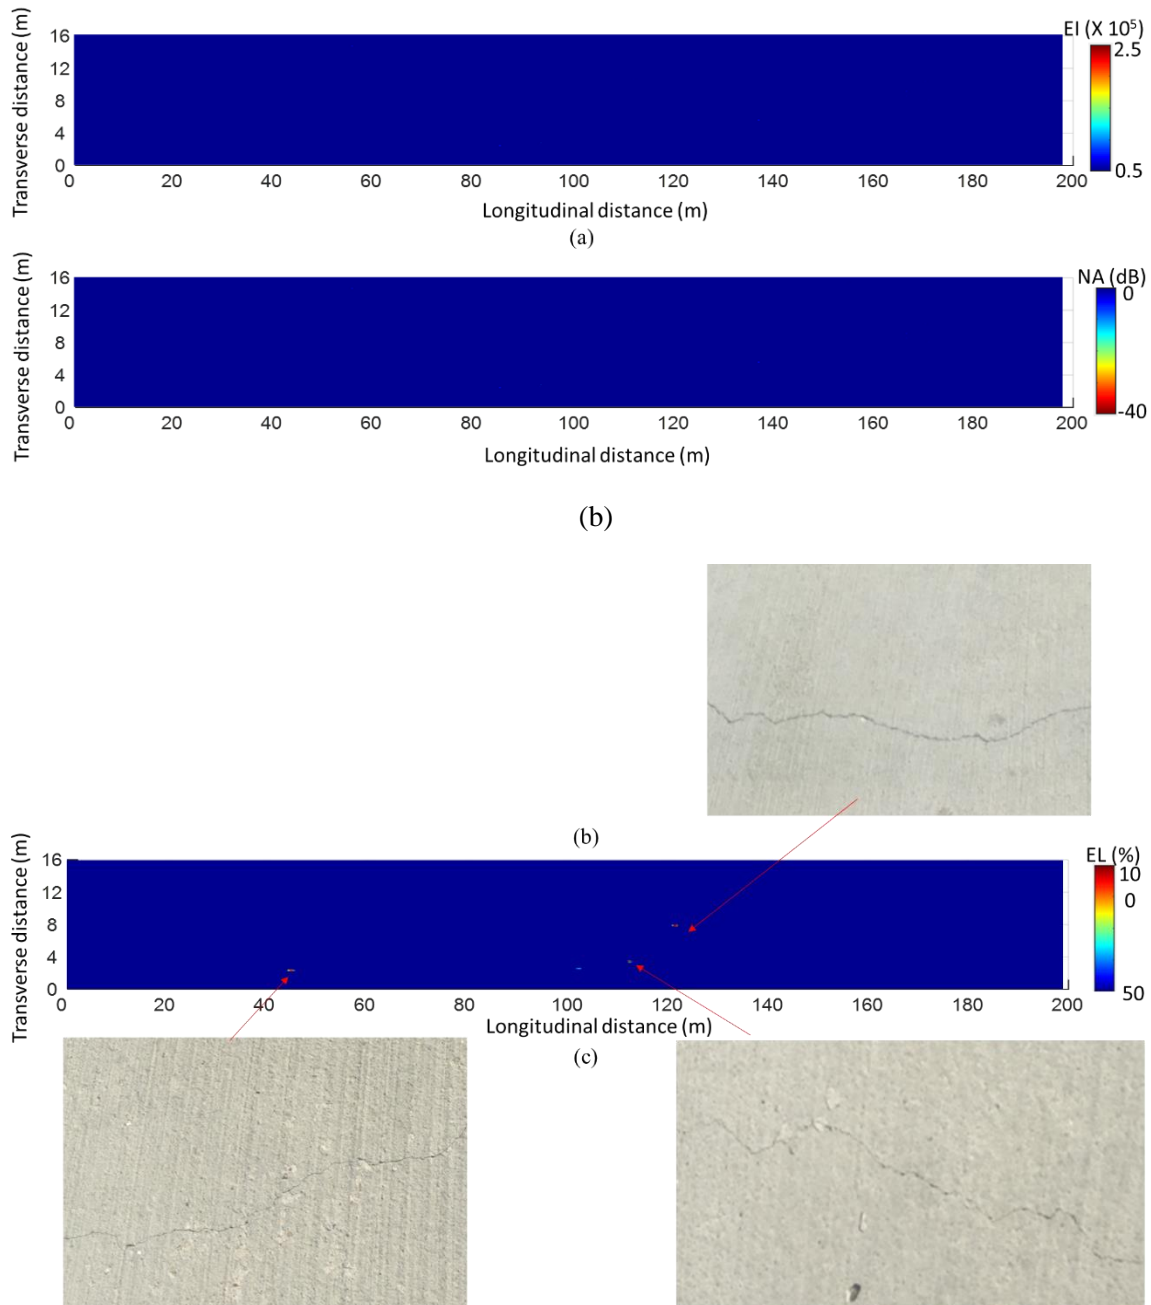 EI (X 10⁵)
Transverse distance (m)
16
12
8
4
0
2.5
0.5
0 20 40 60 80 100 120 140 160 180 200
Longitudinal distance (m)
(a)
NA (dB)
Transverse distance (m)
16
12
8
4
0
0
-40
0 20 40 60 80 100 120 140 160 180 200
Longitudinal distance (m)
(b)
(b)
EL (%)
Transverse distance (m)
16
12
8
4
0
10
0
50
0 20 40 60 80 100 120 140 160 180 200
Longitudinal distance (m)
(c)